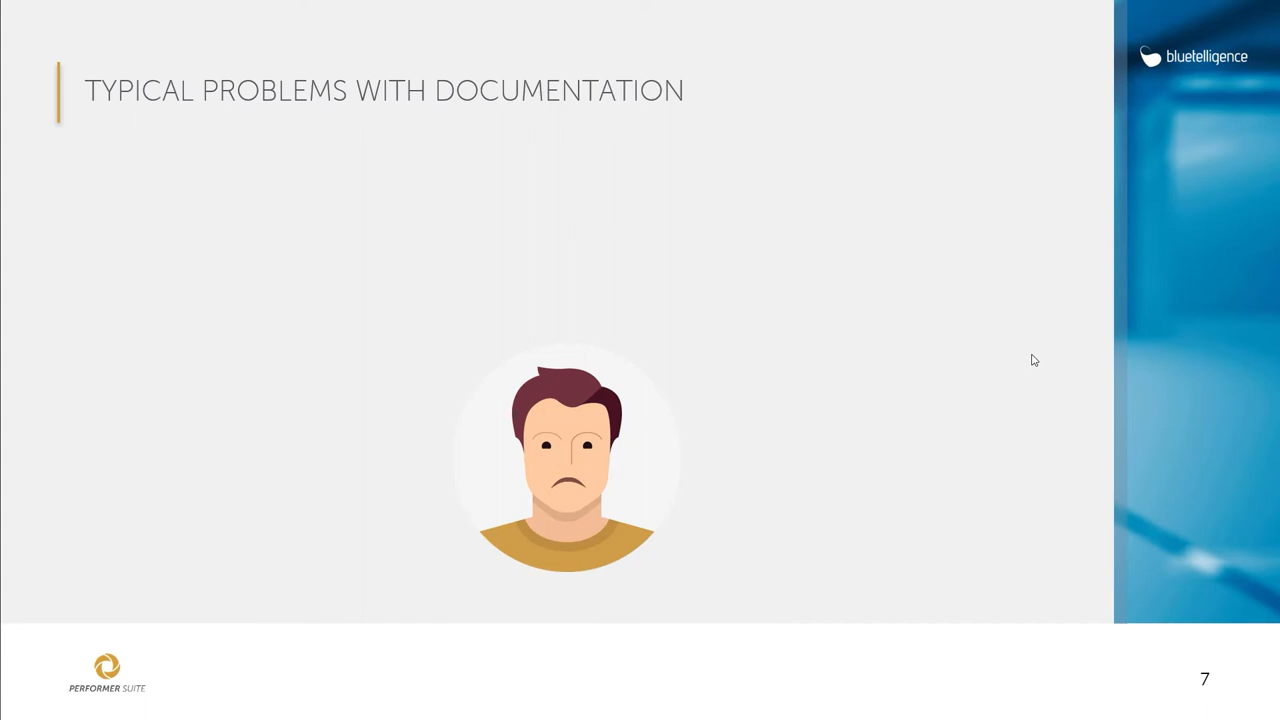 TYPICAL PROBLEMS WITH DOCUMENTATION
bluetelligence
PERFORMER SUITE
7